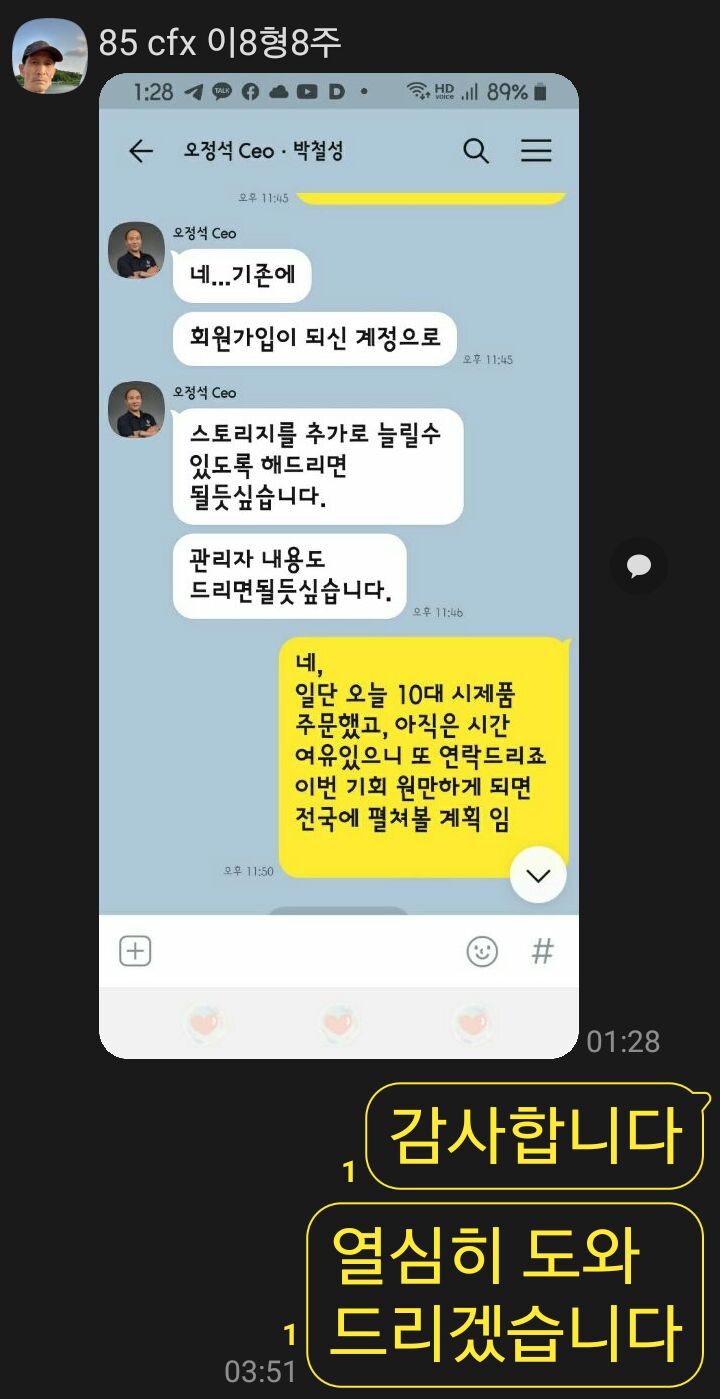 85 cfx 이8형8주
1:28 TALK D HD VOICE 89%
오정석 Ceo · 박철성
오후 11:45
오정석 Ceo
네...기존에
회원가입이 되신 계정으로
오후 11:45
오정석 Ceo
스토리지를 추가로 늘릴수
있도록 해드리면
될듯싶습니다.
관리자 내용도
드리면될듯싶습니다.
오후 11:46
네,
일단 오늘 10대 시제품
주문했고, 아직은 시간
여유있으니 또 연락드리죠
이번 기회 원만하게 되면
전국에 펼쳐볼 계획 임
오후 11:50
#
01:28
감사합니다
1
열심히 도와
드리겠습니다
1
03:51